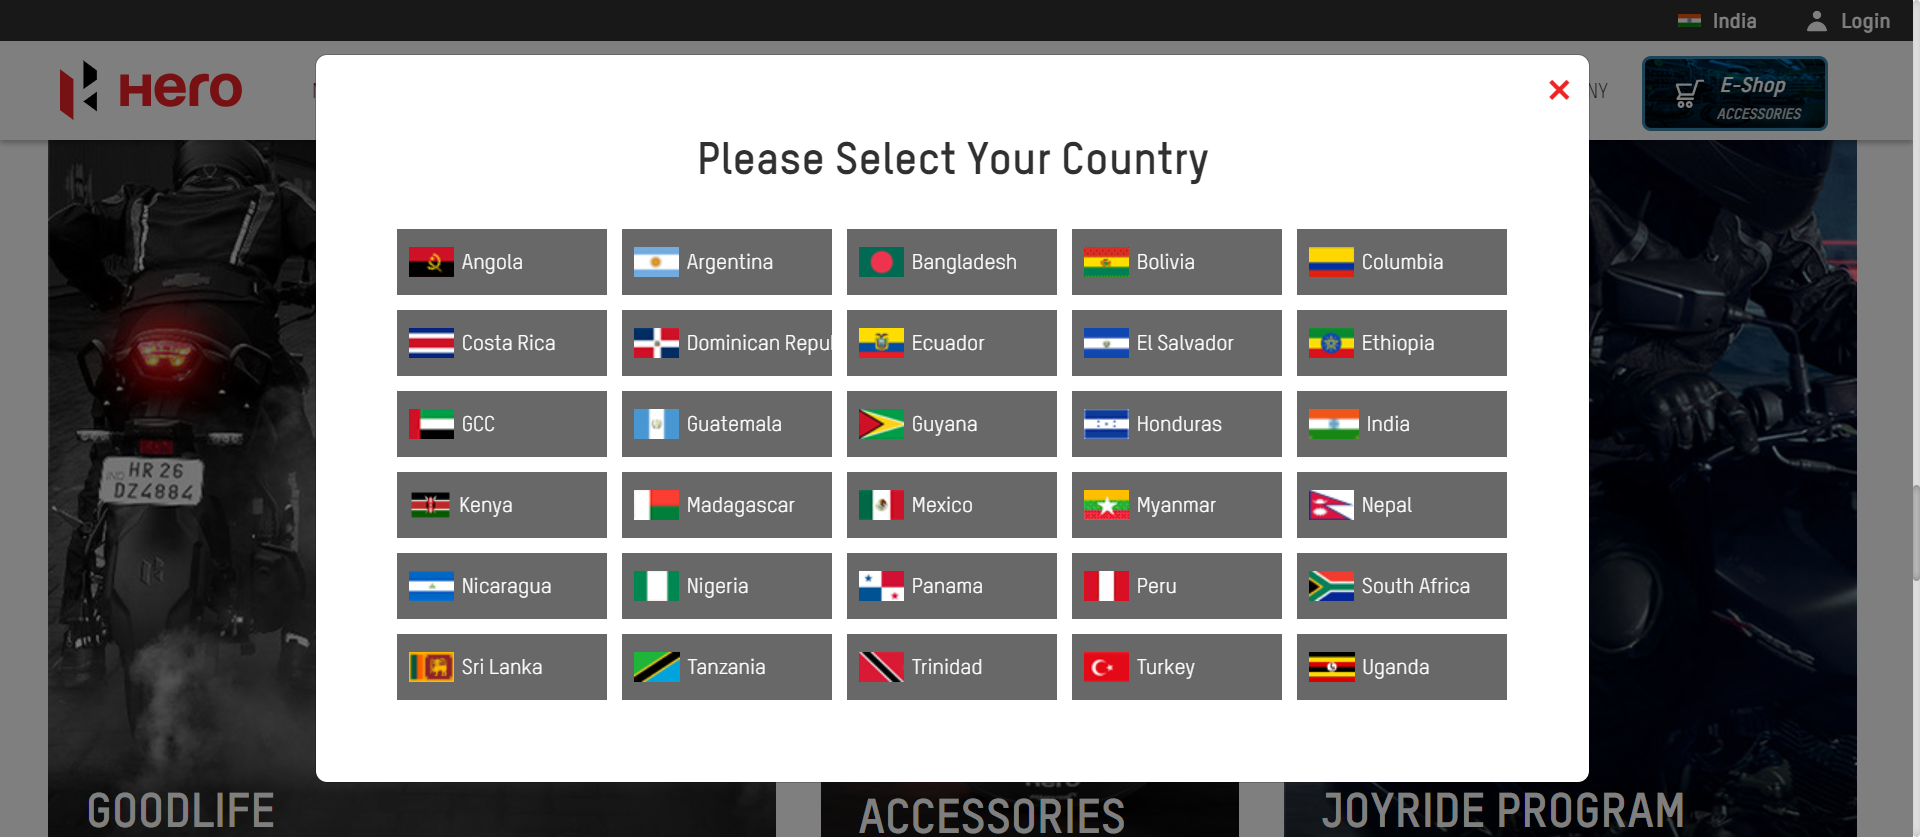 India Login
Hero
NY
E-Shop
ACCESSORIES
Please Select Your Country
Angola Argentina Bangladesh Bolivia Columbia
Costa Rica Dominican Repu Ecuador El Salvador Ethiopia
GCC Guatemala Guyana Honduras India
Kenya Madagascar Mexico Myanmar Nepal
Nicaragua Nigeria Panama Peru South Africa
Sri Lanka Tanzania Trinidad Turkey Uganda
HR 26
DZ4884
GOODLIFE
ACCESSORIES
JOYRIDE PROGRAM